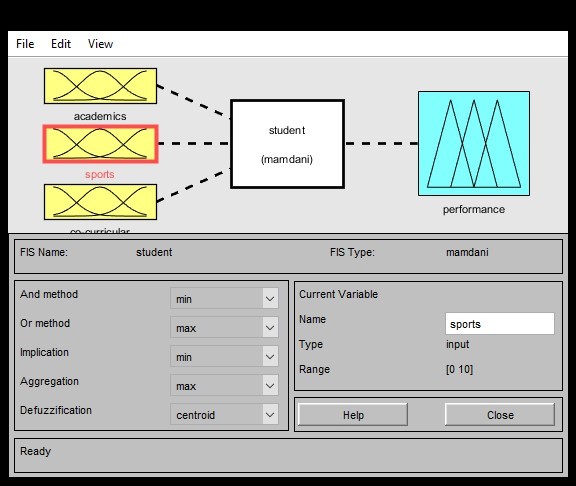 File Edit View
academics
sports
co-curricular
student
(mamdani)
performance
FIS Name: student FIS Type: mamdani
And method min
Or method max
Implication min
Aggregation max
Defuzzification centroid
Current Variable
Name sports
Type input
Range [0 10]
Help Close
Ready